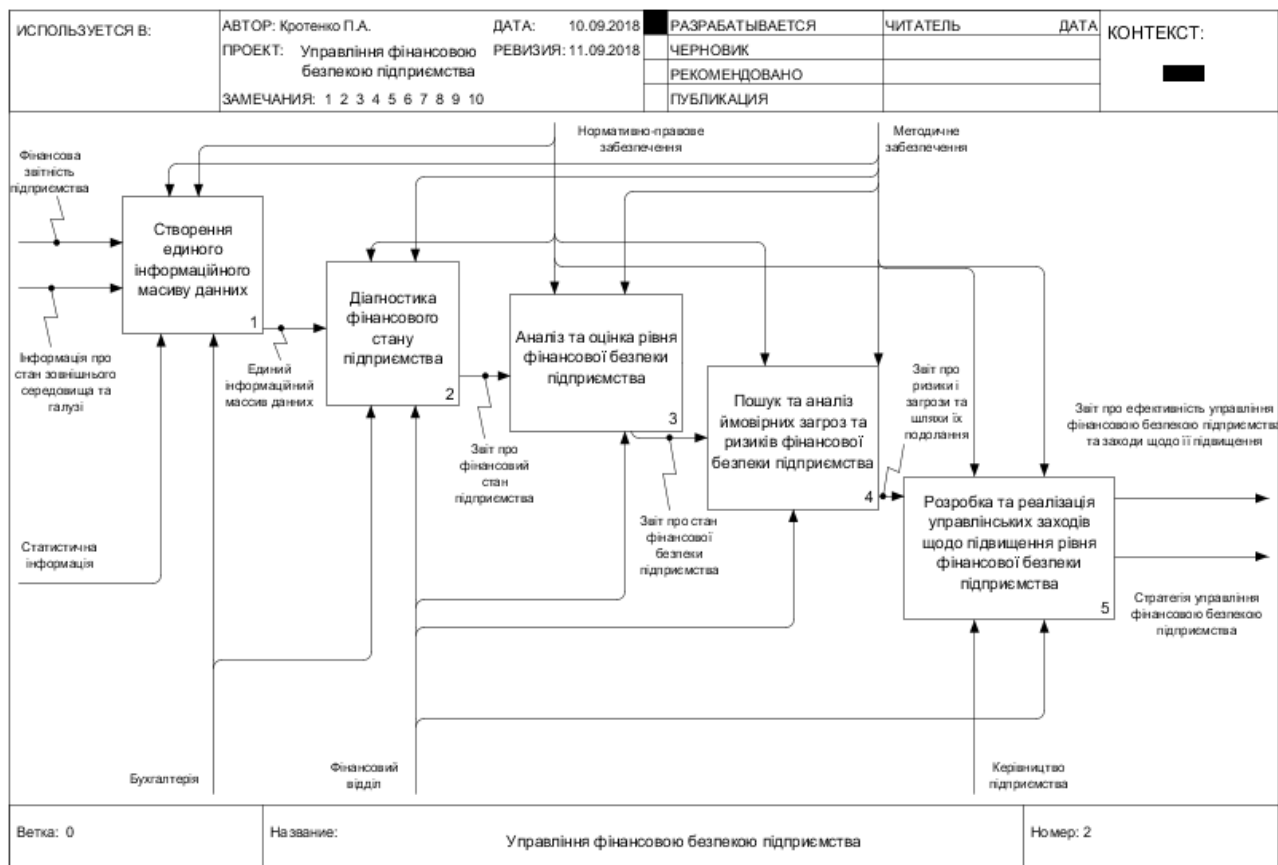 ИСПОЛЬЗУЕТСЯ В:
АВТОР: Кротенко П.А.
ДАТА: 10.09.2018
ПРОЕКТ: Управління фінансовою
безпекою підприємства
РЕВИЗИЯ: 11.09.2018
ЗАМЕЧАНИЯ: 1 2 3 4 5 6 7 8 9 10
РАЗРАБАТЫВАЕТСЯ
ЧЕРНОВИК
РЕКОМЕНДОВАНО
ПУБЛИКАЦИЯ
ЧИТАТЕЛЬ
ДАТА
КОНТЕКСТ:
Нормативно-правове
забезпечення
Методичне
забезпечення
Фінансова
звітність
підприємства
Створення
единого
інформаційного
масиву данних
1
Інформація про
стан зовнішнього
середовища та
галузі
Единий
інформаційний
массив данних
Діагностика
фінансового
стану
підприємства
2
Звіт про
фінансовий
стан
підприємства
Аналіз та оцінка рівня
фінансової безпеки
підприємства
3
Звіт про стан
фінансової
безпеки
підприємства
Пошук та аналіз
ймовірних загроз та
ризиків фінансової
безпеки підприємства
4
Звіт про
ризики і
загрози та
шляхи їх
подолання
Розробка та реалізація
управлінських заходів
щодо підвищення рівня
фінансової безпеки
підприємства
5
Звіт про ефективність управління
фінансовою безпекою підприємства
та заходи щодо її підвищення
Стратегія управління
фінансовою безпекою
підприємства
Статистична
інформація
Бухгалтерія
Фінансовий
відділ
Керівництво
підприємства
Ветка: 0
Название:
Управління фінансовою безпекою підприємства
Номер: 2